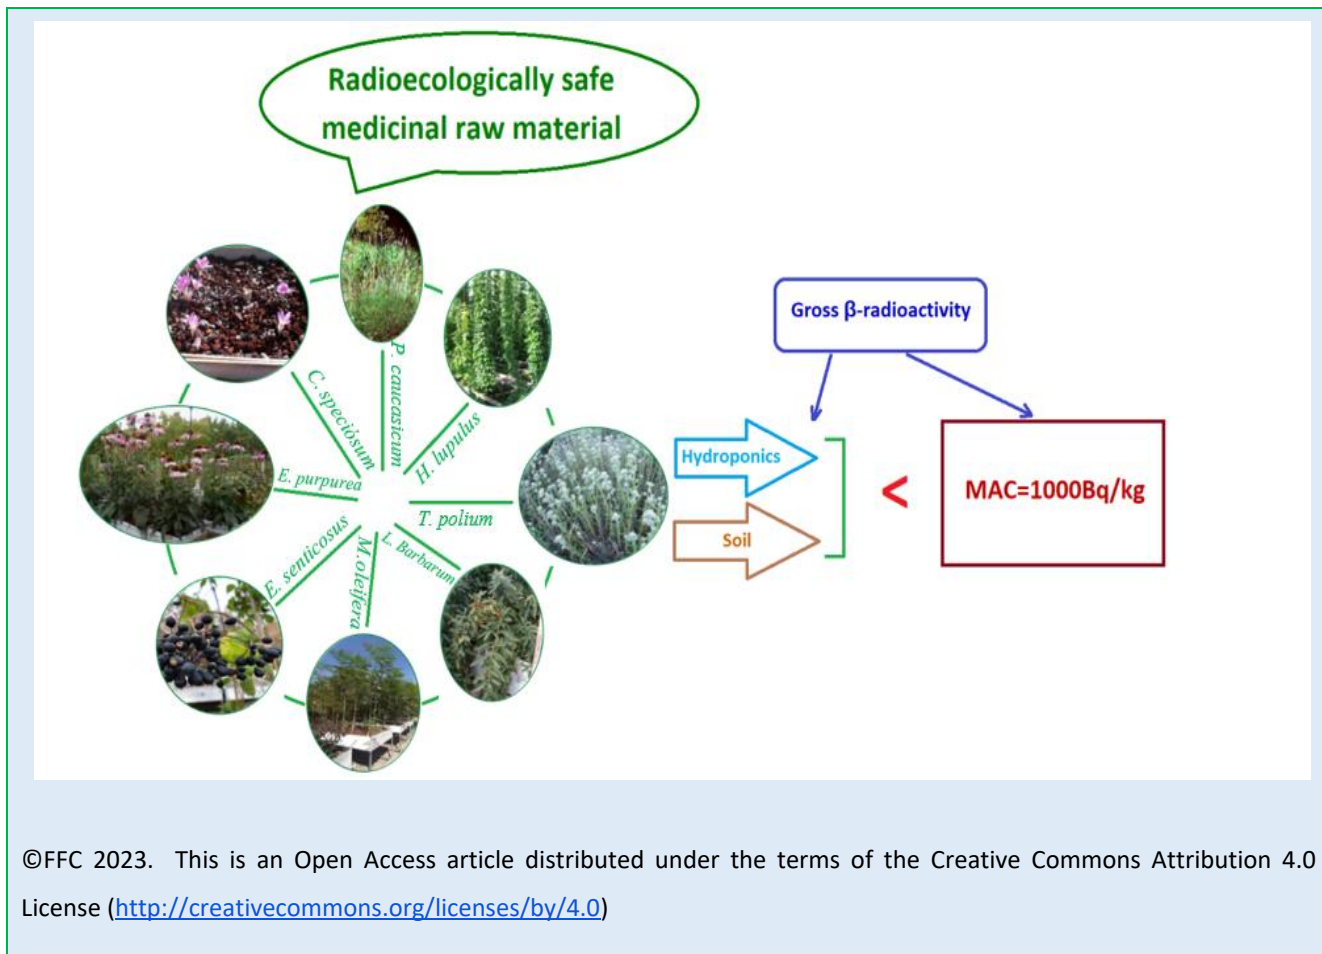 Radioecologically safe
medicinal raw material
P. caucasicum
C. speciósum
H. lupulus
E. purpurea
T. polium
L. Barbarum
E. senticosus
M.oleifera
Gross β-radioactivity
Hydroponics
Soil
<
MAC=1000Bq/kg
©FFC 2023. This is an Open Access article distributed under the terms of the Creative Commons Attribution 4.0
License (http://creativecommons.org/licenses/by/4.0)